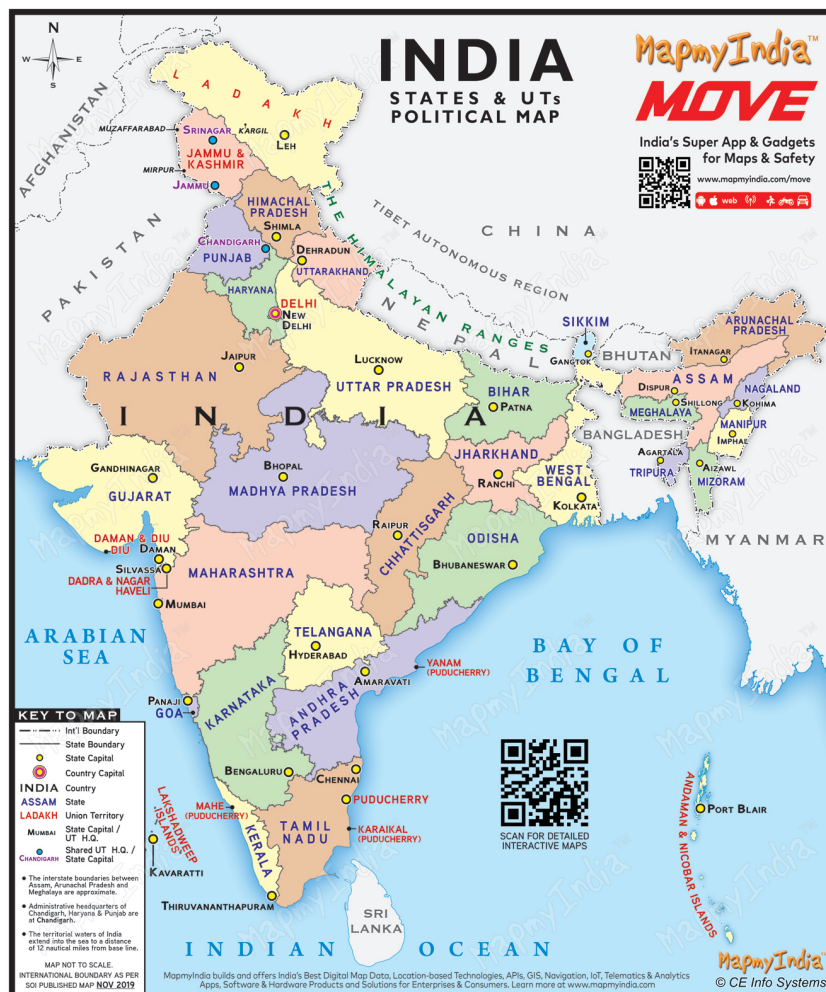 N
W
E
S
INDIA
STATES & UTs
POLITICAL MAP
MapmyIndia™
MOVE
India's Super App & Gadgets
for Maps & Safety
www.mapmyindia.com/move
web
AFGHANISTAN
PAKISTAN
CHINA
TIBET AUTONOMOUS REGION
NEPAL
BHUTAN
BANGLADESH
MYANMAR
SRI
LANKA
THE HIMALAYAN RANGES
LADAKH
MUZAFFARABAD
SRINAGAR
KARGIL
LEH
JAMMU &
KASHMIR
MIRPUR
JAMMU
HIMACHAL
PRADESH
SHIMLA
CHANDIGARH
PUNJAB
DEHRADUN
UTTARAKHAND
HARYANA
DELHI
NEW
DELHI
SIKKIM
GANGTOK
ARUNACHAL
PRADESH
ITANAGAR
JAIPUR
RAJASTHAN
LUCKNOW
UTTAR PRADESH
BIHAR
PATNA
ASSAM
DISPUR
SHILLONG
MEGHALAYA
NAGALAND
KOHIMA
MANIPUR
IMPHAL
AGARTALA
TRIPURA
AIZAWL
MIZORAM
INDIA
GANDHINAGAR
GUJARAT
BHOPAL
MADHYA PRADESH
JHARKHAND
RANCHI
WEST
BENGAL
KOLKATA
RAIPUR
CHHATTISGARH
ODISHA
BHUBANESWAR
DAMAN & DIU
DIU
DAMAN
SILVASSA
DADRA & NAGAR
HAVELI
MAHARASHTRA
MUMBAI
TELANGANA
HYDERABAD
ARABIAN
SEA
BAY OF
BENGAL
YANAM
(PUDUCHERRY)
AMARAVATI
ANDHRA
PRADESH
KARNATAKA
PANAJI
GOA
BENGALURU
CHENNAI
PUDUCHERRY
MAHE
(PUDUCHERRY)
KARAIKAL
(PUDUCHERRY)
TAMIL
NADU
KERALA
LAKSHADWEEP
ISLANDS
KAVARATTI
THIRUVANANTHAPURAM
INDIAN OCEAN
PORT BLAIR
ANDAMAN & NICOBAR ISLANDS
SCAN FOR DETAILED
INTERACTIVE MAPS
KEY TO MAP
Int'l Boundary
State Boundary
State Capital
Country Capital
INDIA Country
ASSAM State
LADAKH Union Territory
MUMBAI State Capital /
UT H.Q.
Shared UT H.Q. /
CHANDIGARH State Capital
• The interstate boundaries between
Assam, Arunachal Pradesh and
Meghalaya are approximate.
• Administrative headquarters of
Chandigarh, Haryana & Punjab are
at Chandigarh.
• The territorial waters of India
extend into the sea to a distance
of 12 nautical miles from base line.
MAP NOT TO SCALE.
INTERNATIONAL BOUNDARY AS PER
SOI PUBLISHED MAP NOV 2019
MapmyIndia builds and offers India's Best Digital Map Data, Location-based Technologies, APIs, GIS, Navigation, IoT, Telematics & Analytics
Apps, Software & Hardware Products and Solutions for Enterprises & Consumers. Learn more at www.mapmyindia.com
MapmyIndia™
© CE Info Systems